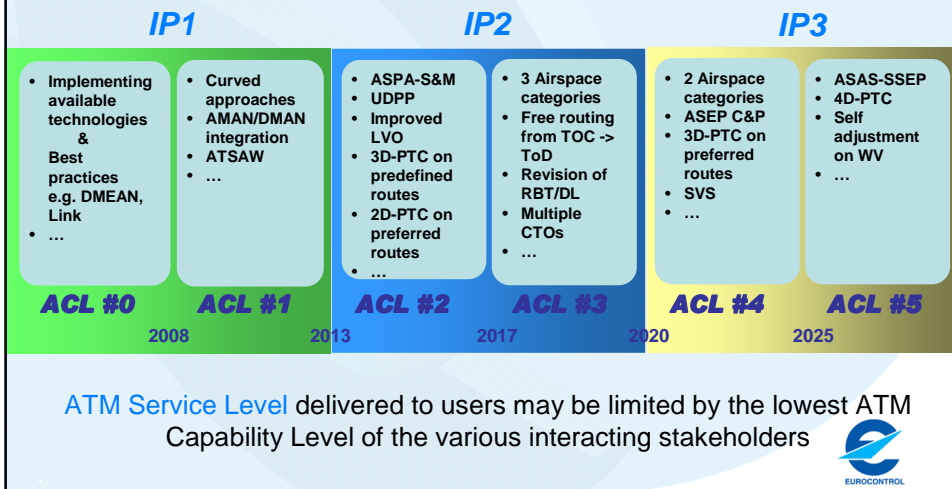 IP1
IP2
IP3
• Implementing
available
technologies
&
Best
practices
e.g. DMEAN,
Link
• …
• Curved
approaches
• AMAN/DMAN
integration
• ATSAW
• …
• ASPA-S&M
• UDPP
• Improved
LVO
• 3D-PTC on
predefined
routes
• 2D-PTC on
preferred
routes
• …
• 3 Airspace
categories
• Free routing
from TOC ->
ToD
• Revision of
RBT/DL
• Multiple
CTOs
• …
• 2 Airspace
categories
• ASEP C&P
• 3D-PTC on
preferred
routes
• SVS
• …
• ASAS-SSEP
• 4D-PTC
• Self
adjustment
on WV
• …
ACL #0
ACL #1
ACL #2
ACL #3
ACL #4
ACL #5
2008
2013
2017
2020
2025
ATM Service Level delivered to users may be limited by the lowest ATM
Capability Level of the various interacting stakeholders
EUROCONTROL